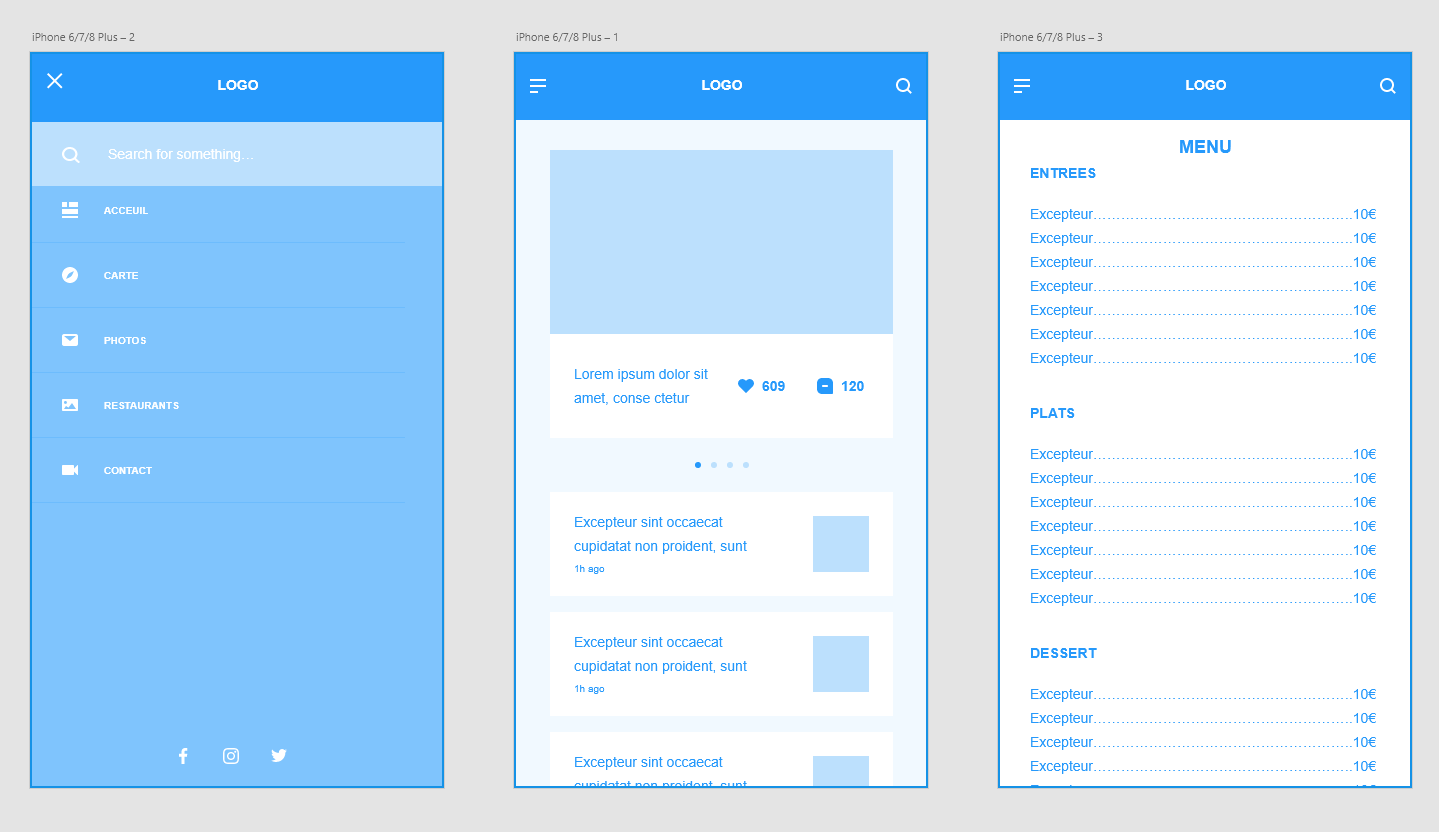 iPhone 6/7/8 Plus – 2
LOGO
Search for something...
ACCEUIL
CARTE
PHOTOS
RESTAURANTS
CONTACT
iPhone 6/7/8 Plus – 1
LOGO
Lorem ipsum dolor sit
amet, conse ctetur
609
120
Excepteur sint occaecat
cupidatat non proident, sunt
1h ago
Excepteur sint occaecat
cupidatat non proident, sunt
1h ago
Excepteur sint occaecat
cupidatat non proident, sunt
iPhone 6/7/8 Plus – 3
LOGO
MENU
ENTREES
Excepteur..................................................................10€
Excepteur..................................................................10€
Excepteur..................................................................10€
Excepteur..................................................................10€
Excepteur..................................................................10€
Excepteur..................................................................10€
Excepteur..................................................................10€
PLATS
Excepteur..................................................................10€
Excepteur..................................................................10€
Excepteur..................................................................10€
Excepteur..................................................................10€
Excepteur..................................................................10€
Excepteur..................................................................10€
Excepteur..................................................................10€
DESSERT
Excepteur..................................................................10€
Excepteur..................................................................10€
Excepteur..................................................................10€
Excepteur..................................................................10€